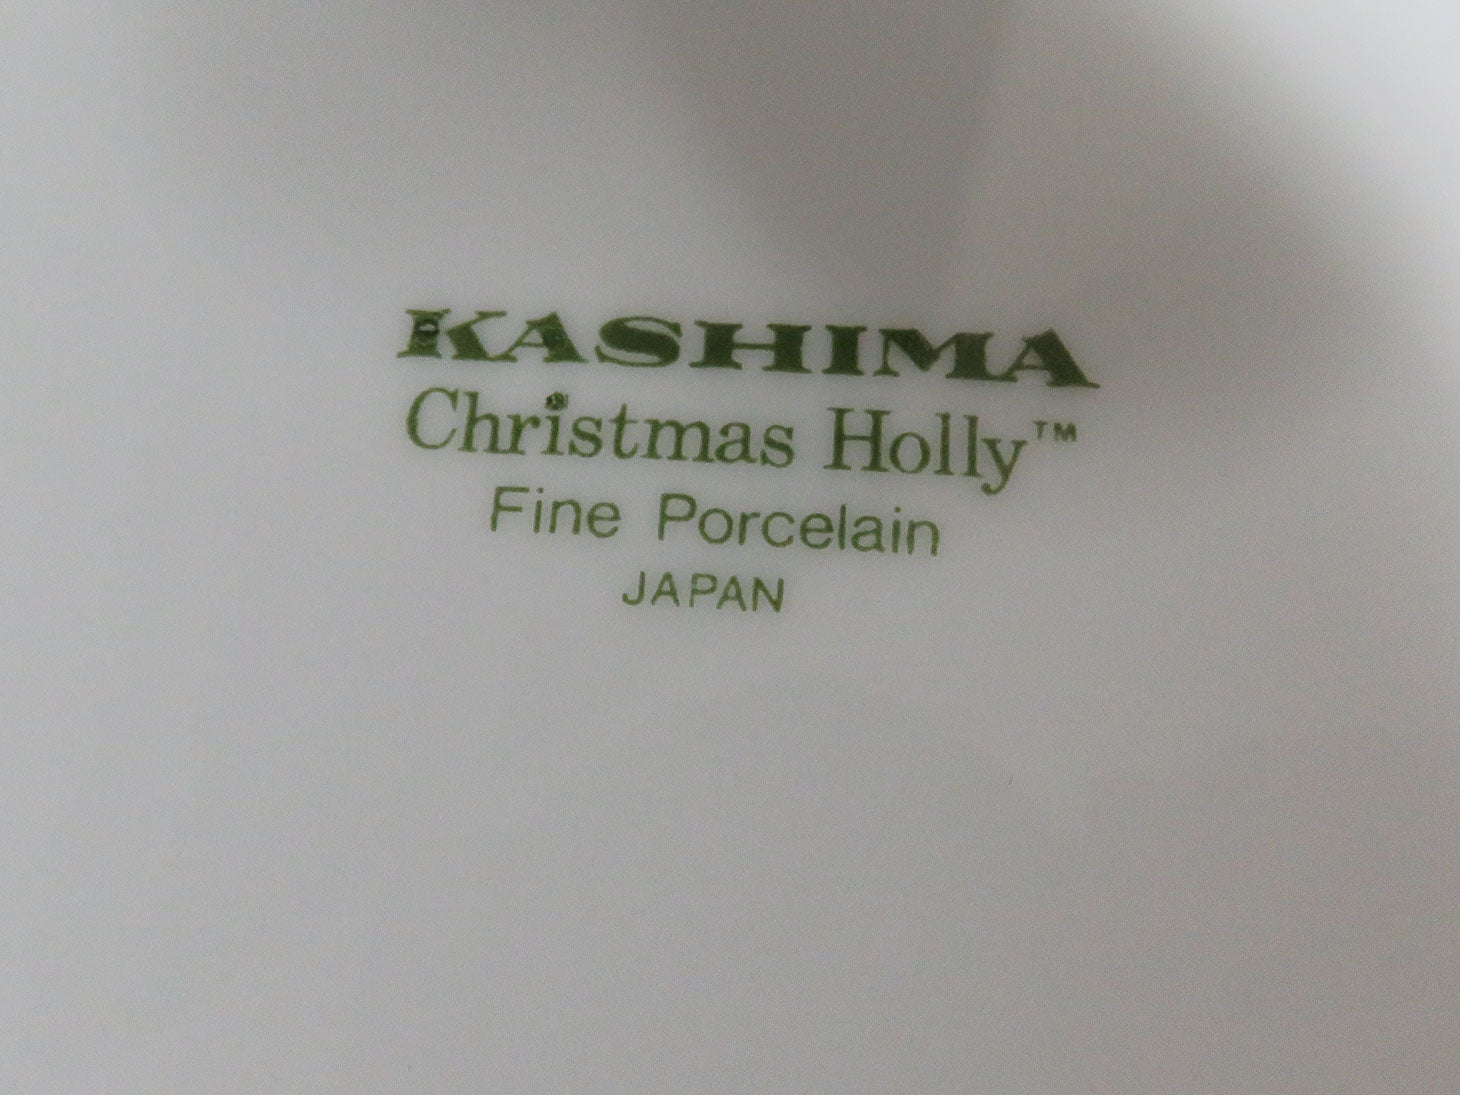 KASHIMA
Christmas Holly™
Fine Porcelain
JAPAN